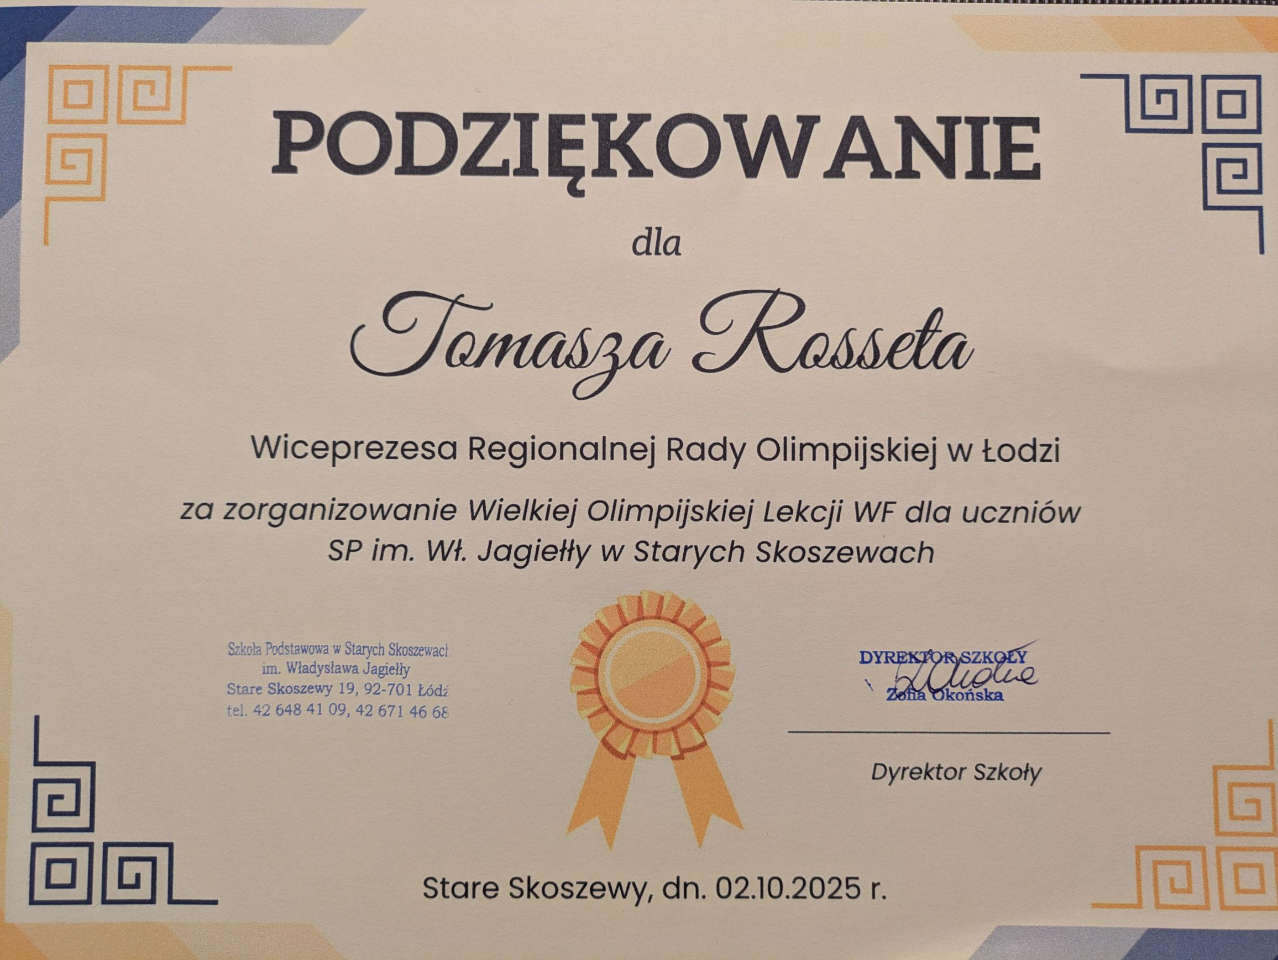 PODZIĘKOWANIE
dla
Tomasza Rosseta
Wiceprezesa Regionalnej Rady Olimpijskiej w Łodzi
za zorganizowanie Wielkiej Olimpijskiej Lekcji WF dla uczniów
SP im. Wł. Jagiełły w Starych Skoszewach
Szkoła Podstawowa w Starych Skoszewach
im. Władysława Jagiełły
Stare Skoszewy 19, 92-701 Łódź
tel. 42 648 41 09, 42 671 46 68
DYREKTOR SZKOŁY
Zofia Okońska
Dyrektor Szkoły
Stare Skoszewy, dn. 02.10.2025 r.